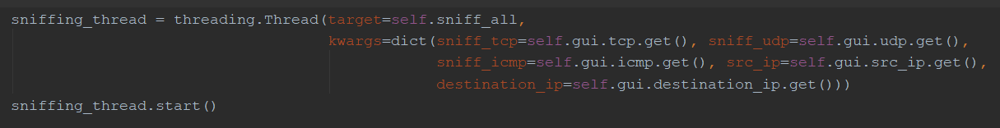 sniffing_thread = threading.Thread(target=self.sniff_all,
kwargs=dict(sniff_tcp=self.gui.tcp.get(), sniff_udp=self.gui.udp.get(),
sniff_icmp=self.gui.icmp.get(), src_ip=self.gui.src_ip.get(),
destination_ip=self.gui.destination_ip.get()))
sniffing_thread.start()